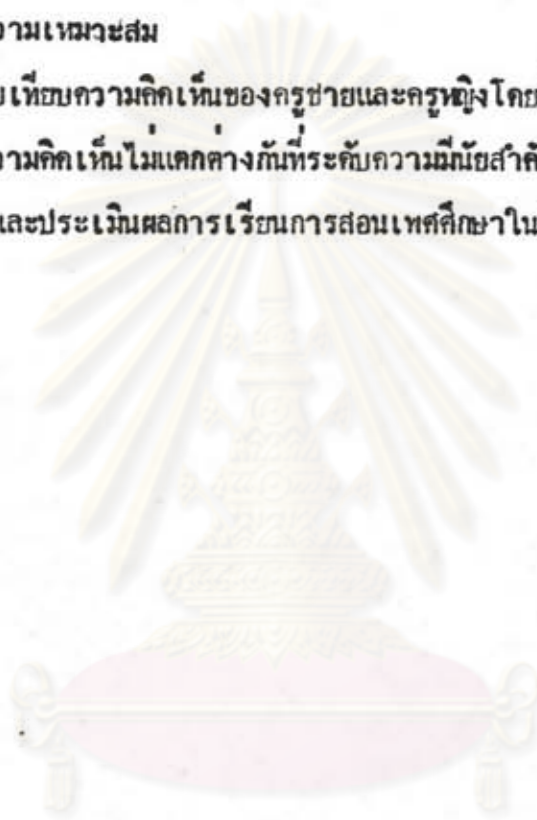 วามเหมาะสม
เทียบความคิดเห็นของครูชายและครูหญิงโดย
วามคิดเห็นไม่แตกต่างกันที่ระดับความมีนัยสำคั
และประเมินผลการเรียนการสอนเพศศึกษาใน